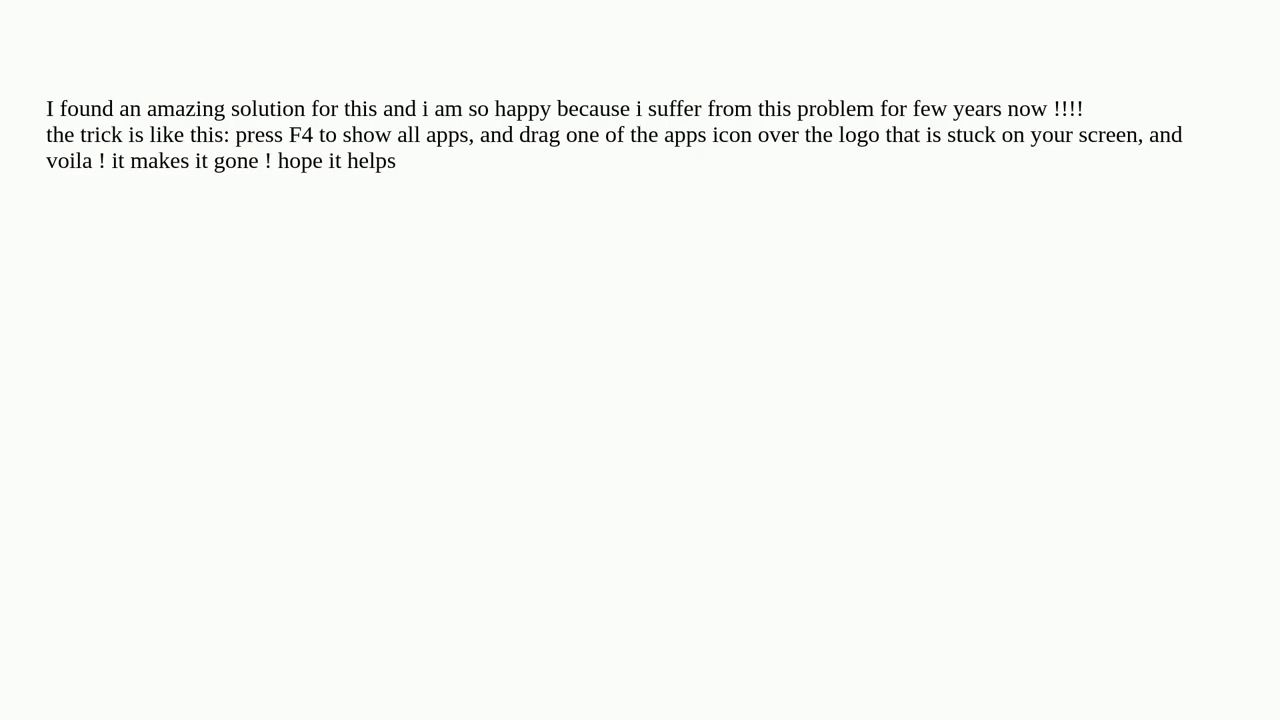 I found an amazing solution for this and i am so happy because i suffer from this problem for few years now !!!!
the trick is like this: press F4 to show all apps, and drag one of the apps icon over the logo that is stuck on your screen, and
voila ! it makes it gone ! hope it helps